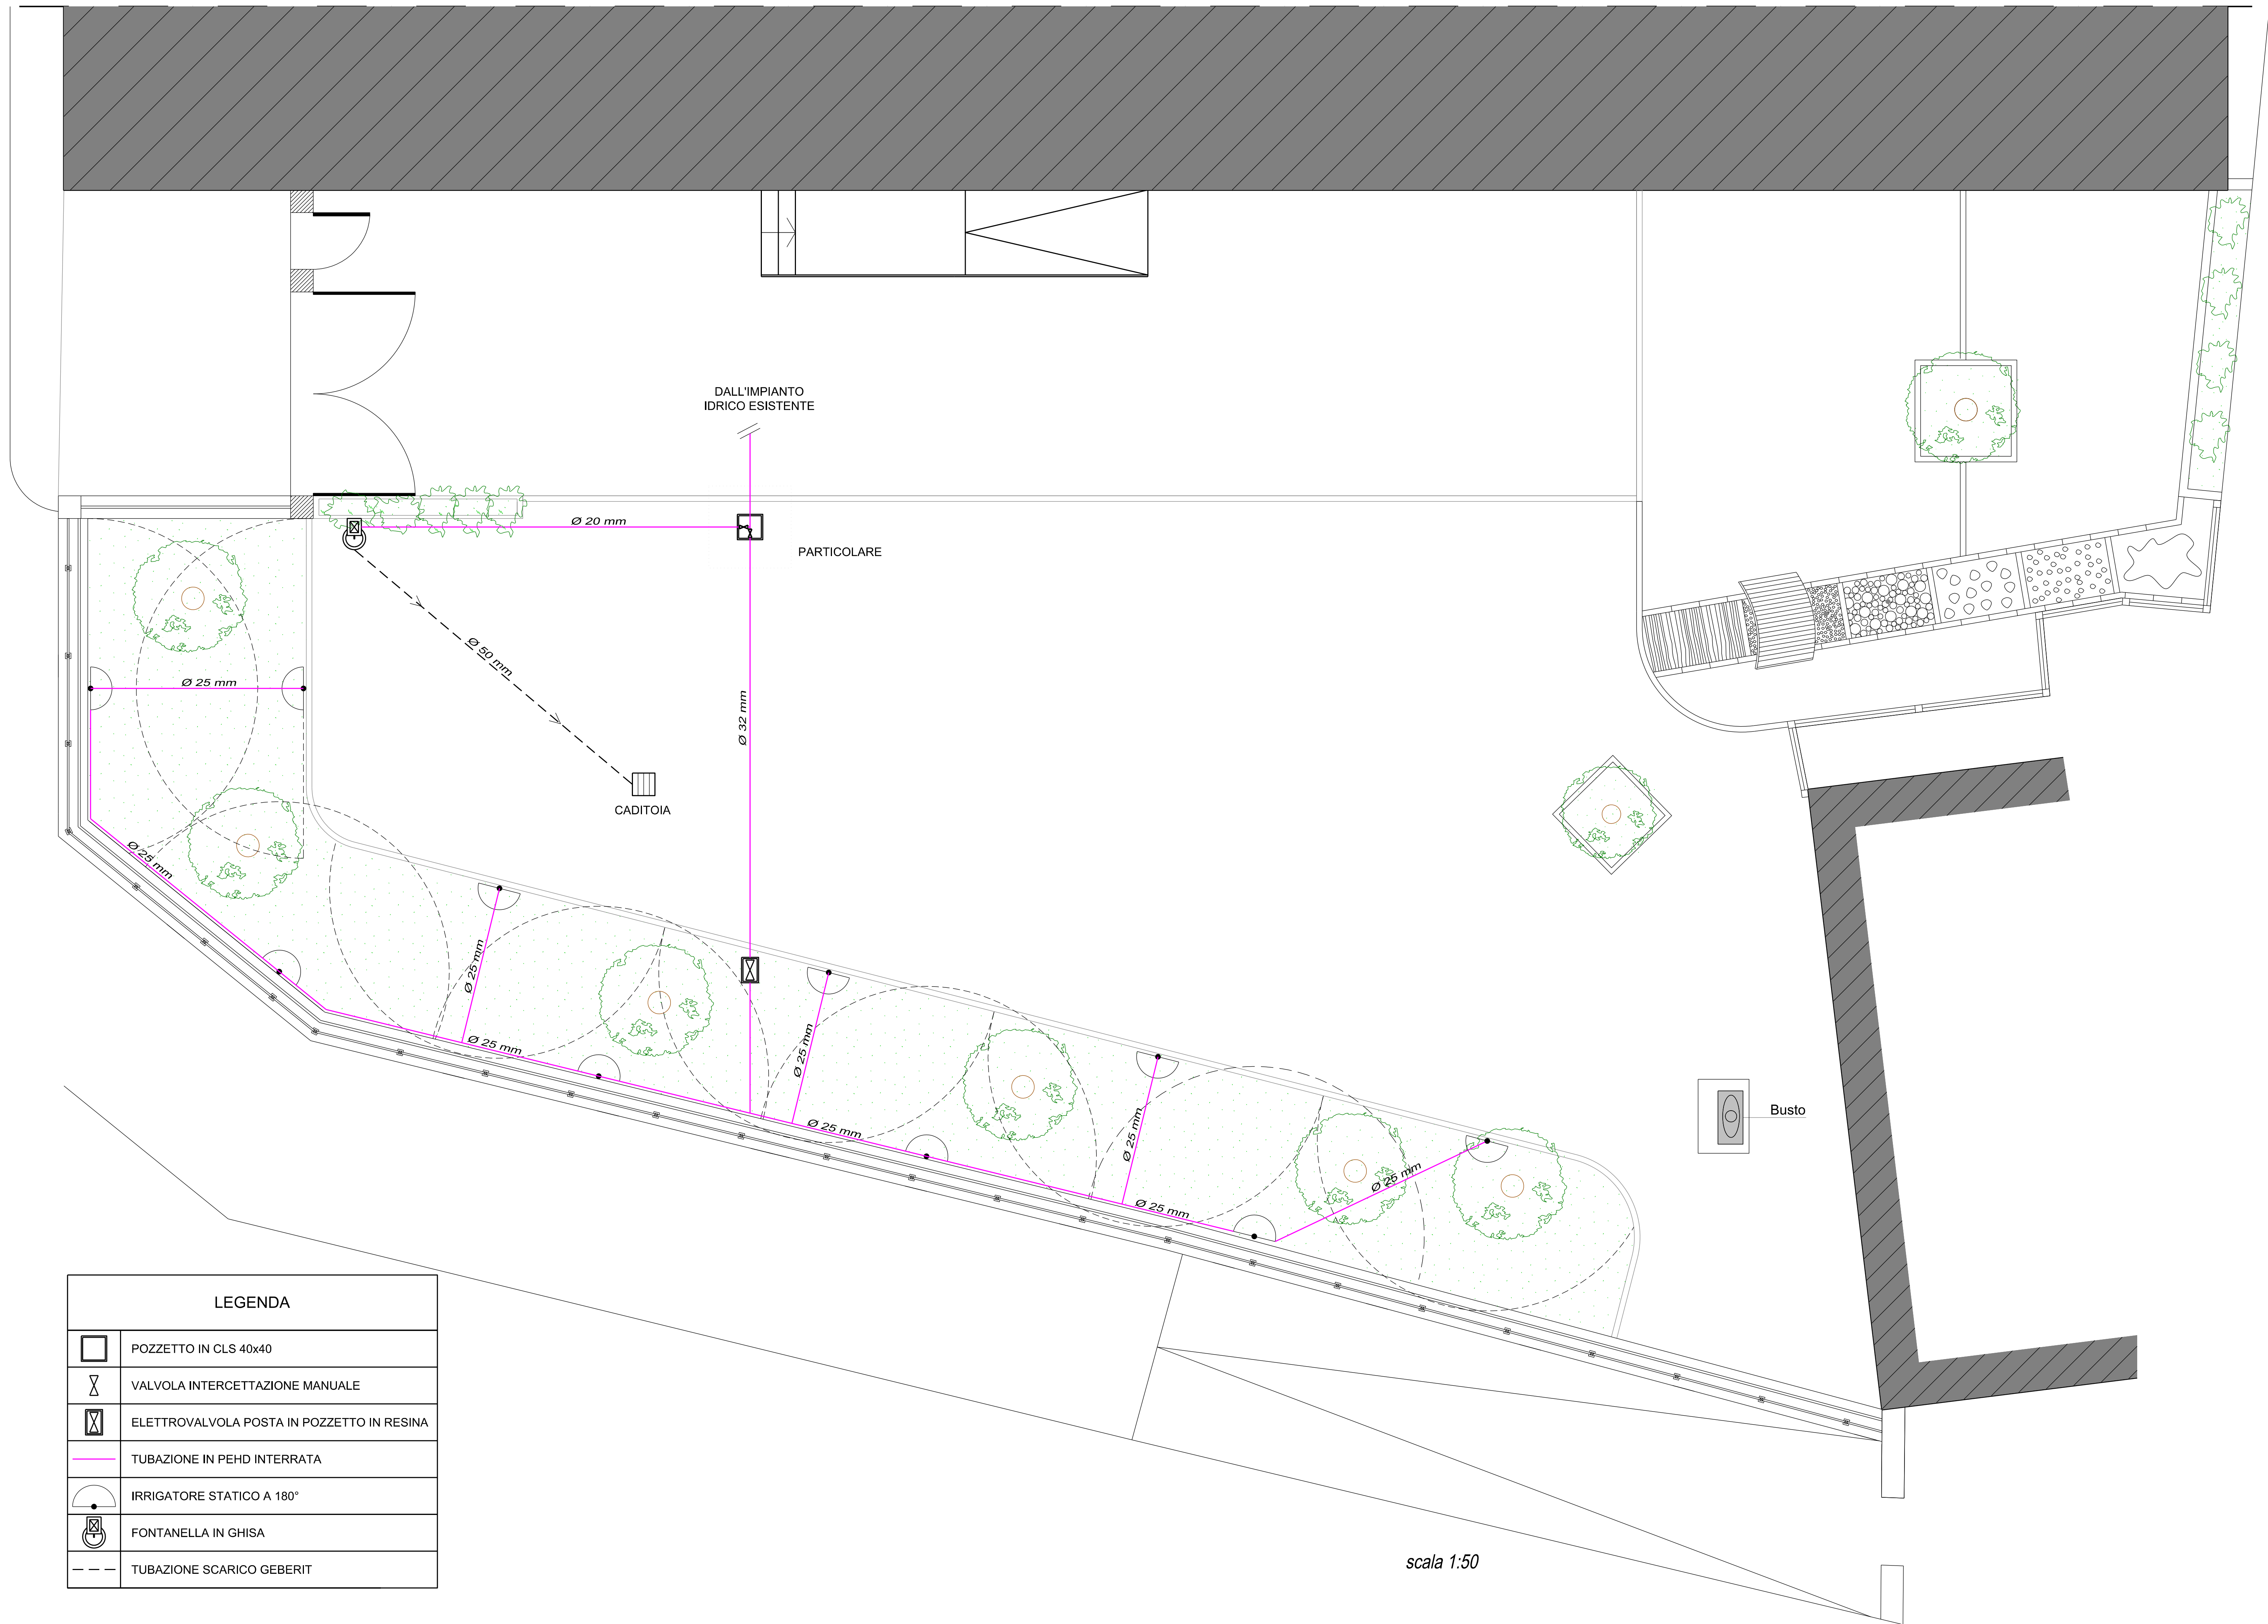 DALL'IMPIANTO
IDRICO ESISTENTE
Ø 20 mm
PARTICOLARE
Ø 50 mm
Ø 25 mm
Ø 32 mm
CADITOIA
Ø 25 mm
Ø 25 mm
Ø 25 mm
Ø 25 mm
Ø 25 mm
Ø 25 mm
Ø 25 mm
Ø 25 mm
Ø 25 mm
Busto
LEGENDA
POZZETTO IN CLS 40x40
VALVOLA INTERCETTAZIONE MANUALE
ELETTROVALVOLA POSTA IN POZZETTO IN RESINA
TUBAZIONE IN PEHD INTERRATA
IRRIGATORE STATICO A 180°
FONTANELLA IN GHISA
TUBAZIONE SCARICO GEBERIT
scala 1:50